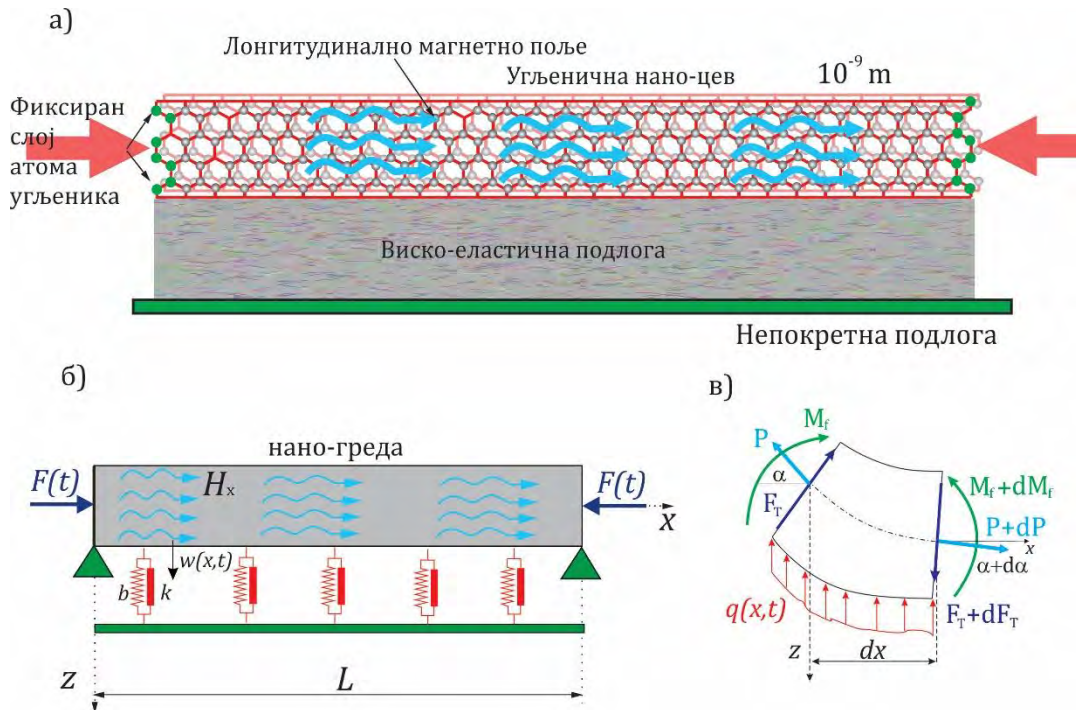 а)
Лонгитудинално магнетно поље
Угљенична нано-цев
10⁻⁹ m
Фиксиран
слој
атома
угљеника
Виско-еластична подлога
Непокретна подлога
б)
нано-греда
F(t)
Hₓ
F(t)
x
w(x,t)
b
k
z
L
в)
M_f
P
α
F_T
M_f+dM_f
P+dP
x
α+dα
q(x,t)
F_T+dF_T
z
dx